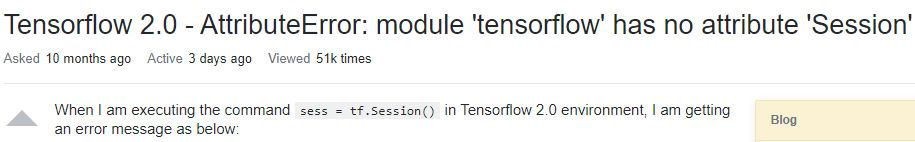 Tensorflow 2.0 - AttributeError: module 'tensorflow' has no attribute 'Session'
Asked 10 months ago Active 3 days ago Viewed 51k times
When I am executing the command sess = tf.Session() in Tensorflow 2.0 environment, I am getting
an error message as below:
Blog